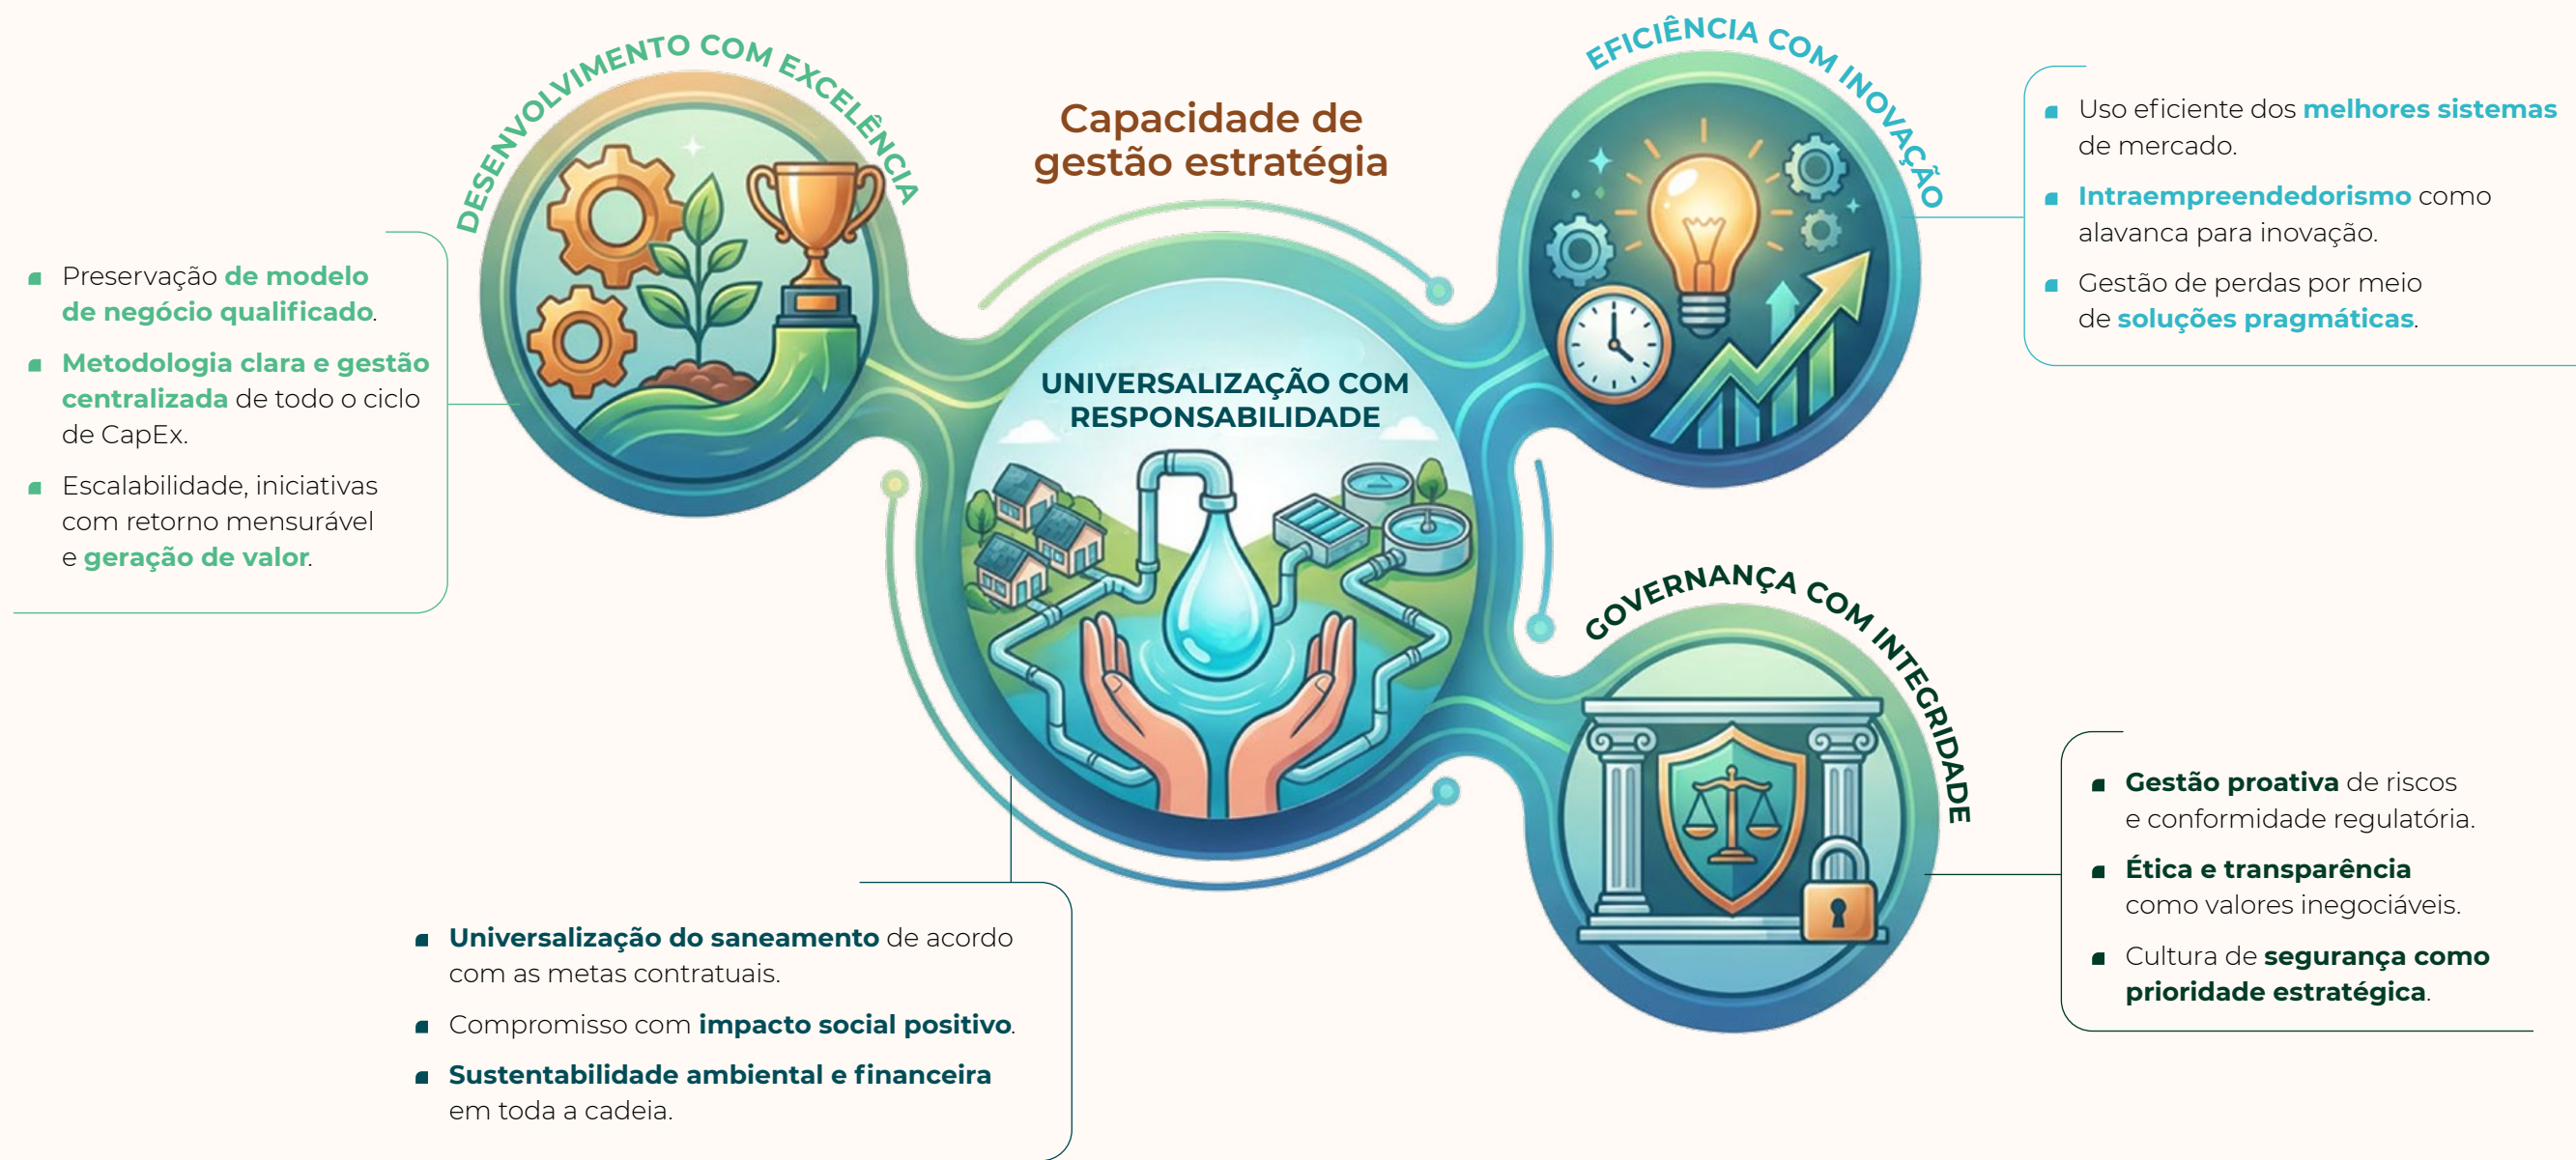 Capacidade de
gestão estratégia
DESENVOLVIMENTO COM EXCELÊNCIA
Preservação de modelo
de negócio qualificado.
Metodologia clara e gestão
centralizada de todo o ciclo
de CapEx.
Escalabilidade, iniciativas
com retorno mensurável
e geração de valor.
EFICIÊNCIA COM INOVAÇÃO
Uso eficiente dos melhores sistemas
de mercado.
Intraempreendedorismo como
alavanca para inovação.
Gestão de perdas por meio
de soluções pragmáticas.
UNIVERSALIZAÇÃO COM
RESPONSABILIDADE
Universalização do saneamento de acordo
com as metas contratuais.
Compromisso com impacto social positivo.
Sustentabilidade ambiental e financeira
em toda a cadeia.
GOVERNANÇA COM INTEGRIDADE
Gestão proativa de riscos
e conformidade regulatória.
Ética e transparência
como valores inegociáveis.
Cultura de segurança como
prioridade estratégica.